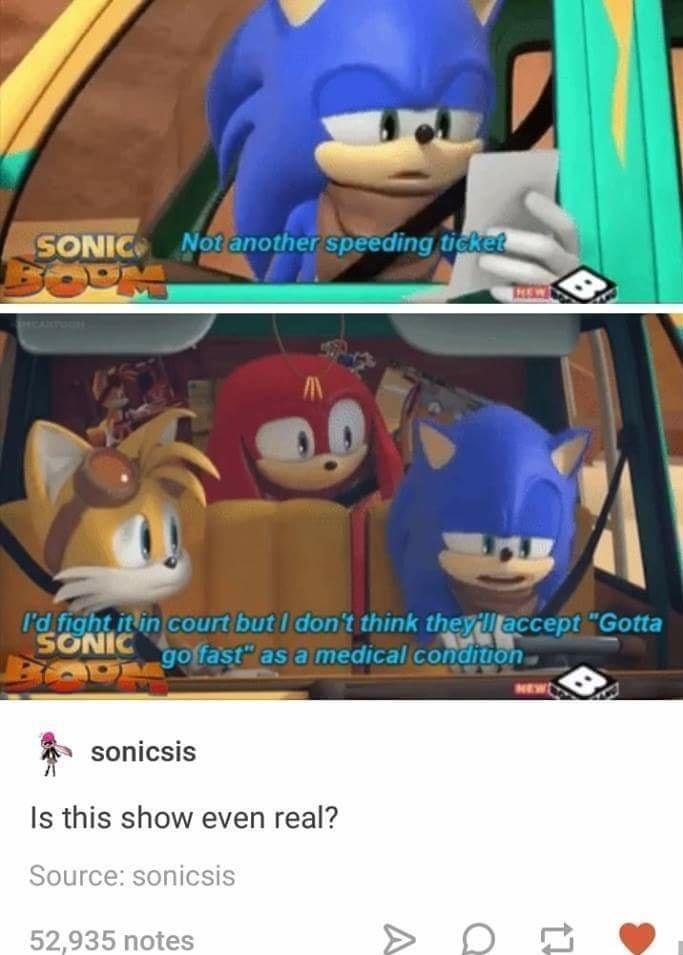 Not another speeding ticket
SONIC
BOOM
NEW
B
I'd fight it in court but I don't think they'll accept "Gotta
go fast" as a medical condition
SONIC
BOOM
NEW
B
sonicsis
Is this show even real?
Source: sonicsis
52,935 notes